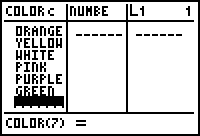 COLOR c NUMBE L1 1
ORANGE ------ ------
YELLOW
WHITE
PINK
PURPLE
GREEN
COLOR(7) =